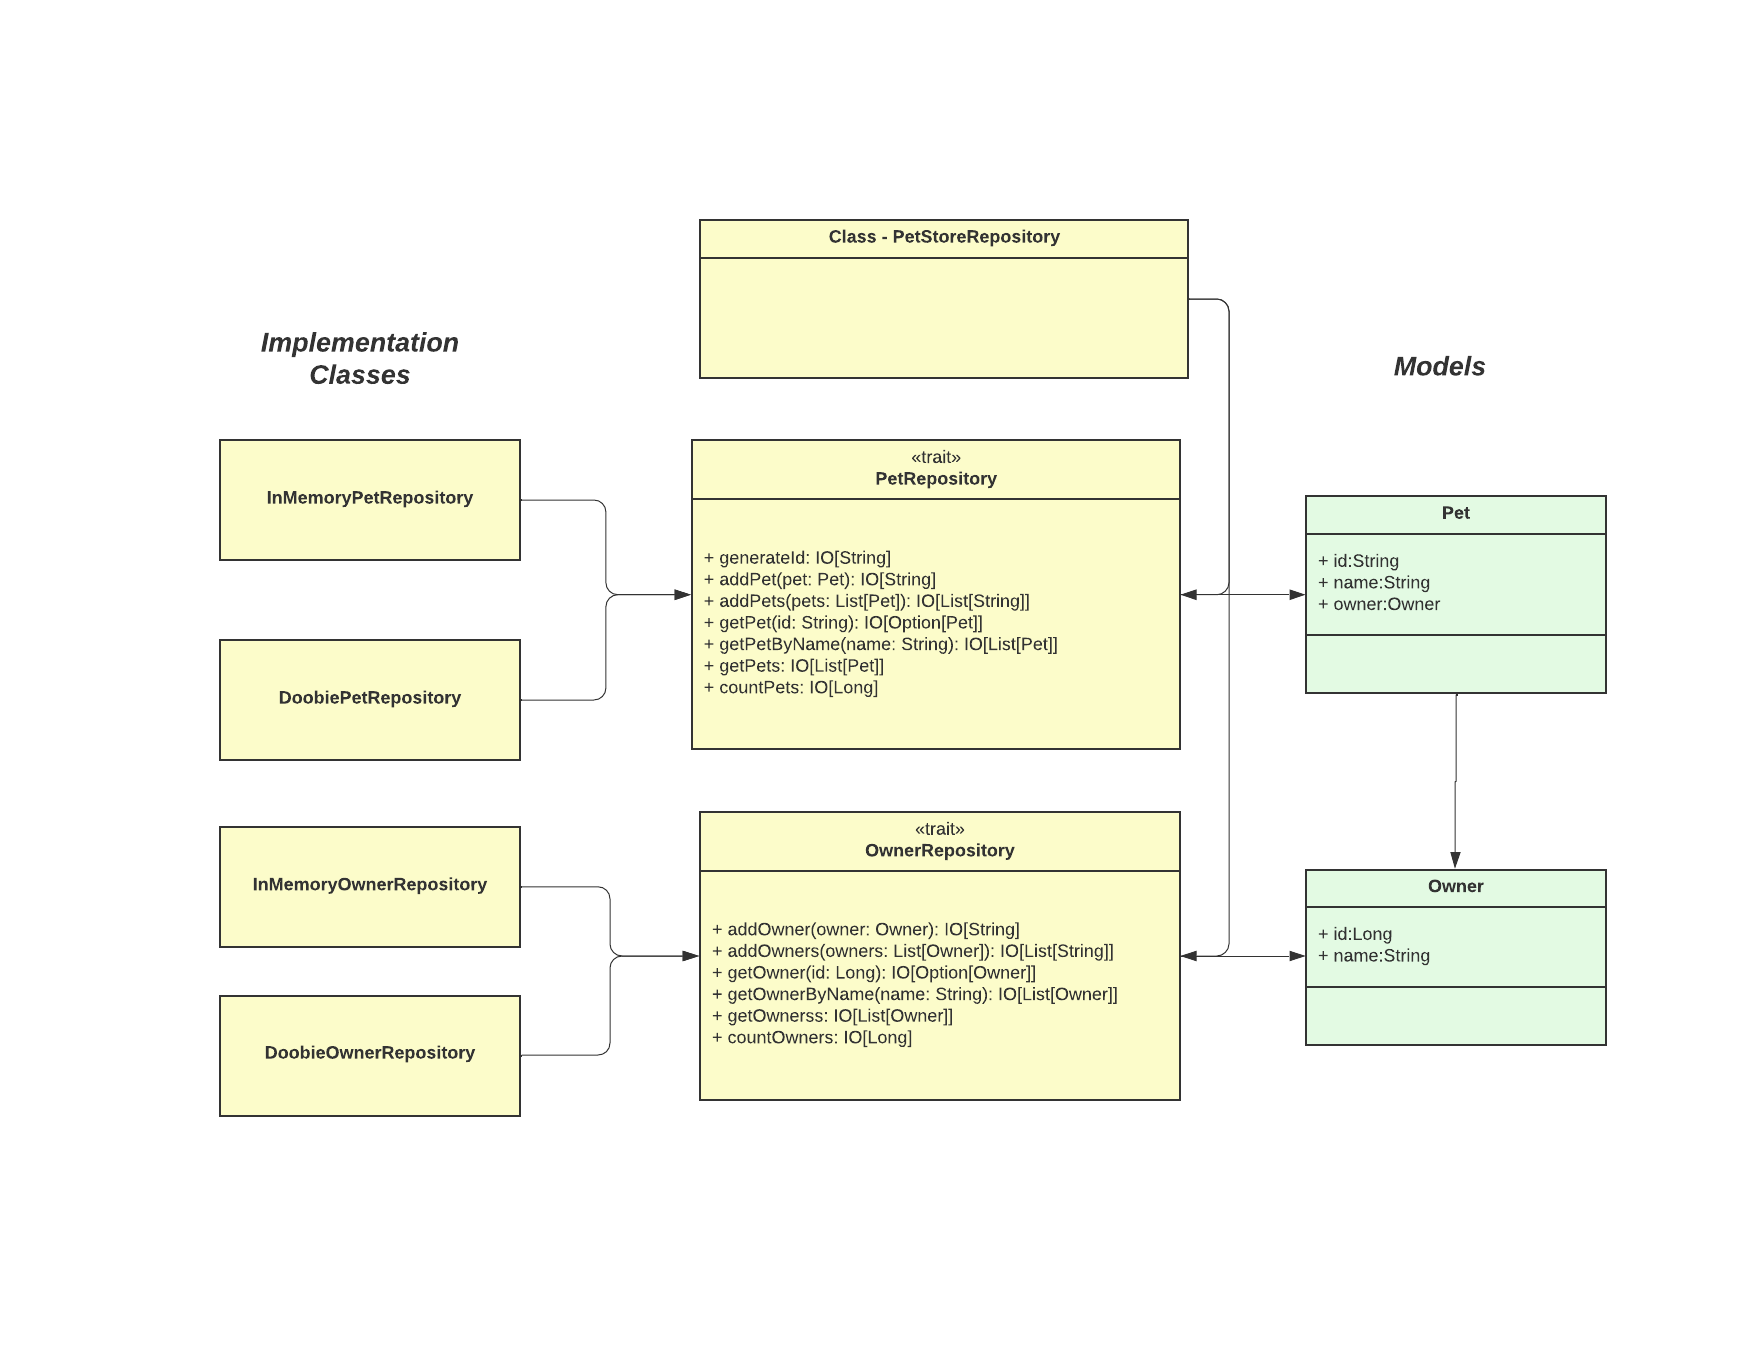 Class - PetStoreRepository
Implementation
Classes
Models
InMemoryPetRepository
DoobiePetRepository
«trait»
PetRepository
+ generateId: IO[String]
+ addPet(pet: Pet): IO[String]
+ addPets(pets: List[Pet]): IO[List[String]]
+ getPet(id: String): IO[Option[Pet]]
+ getPetByName(name: String): IO[List[Pet]]
+ getPets: IO[List[Pet]]
+ countPets: IO[Long]
Pet
+ id:String
+ name:String
+ owner:Owner
InMemoryOwnerRepository
DoobieOwnerRepository
«trait»
OwnerRepository
+ addOwner(owner: Owner): IO[String]
+ addOwners(owners: List[Owner]): IO[List[String]]
+ getOwner(id: Long): IO[Option[Owner]]
+ getOwnerByName(name: String): IO[List[Owner]]
+ getOwnerss: IO[List[Owner]]
+ countOwners: IO[Long]
Owner
+ id:Long
+ name:String